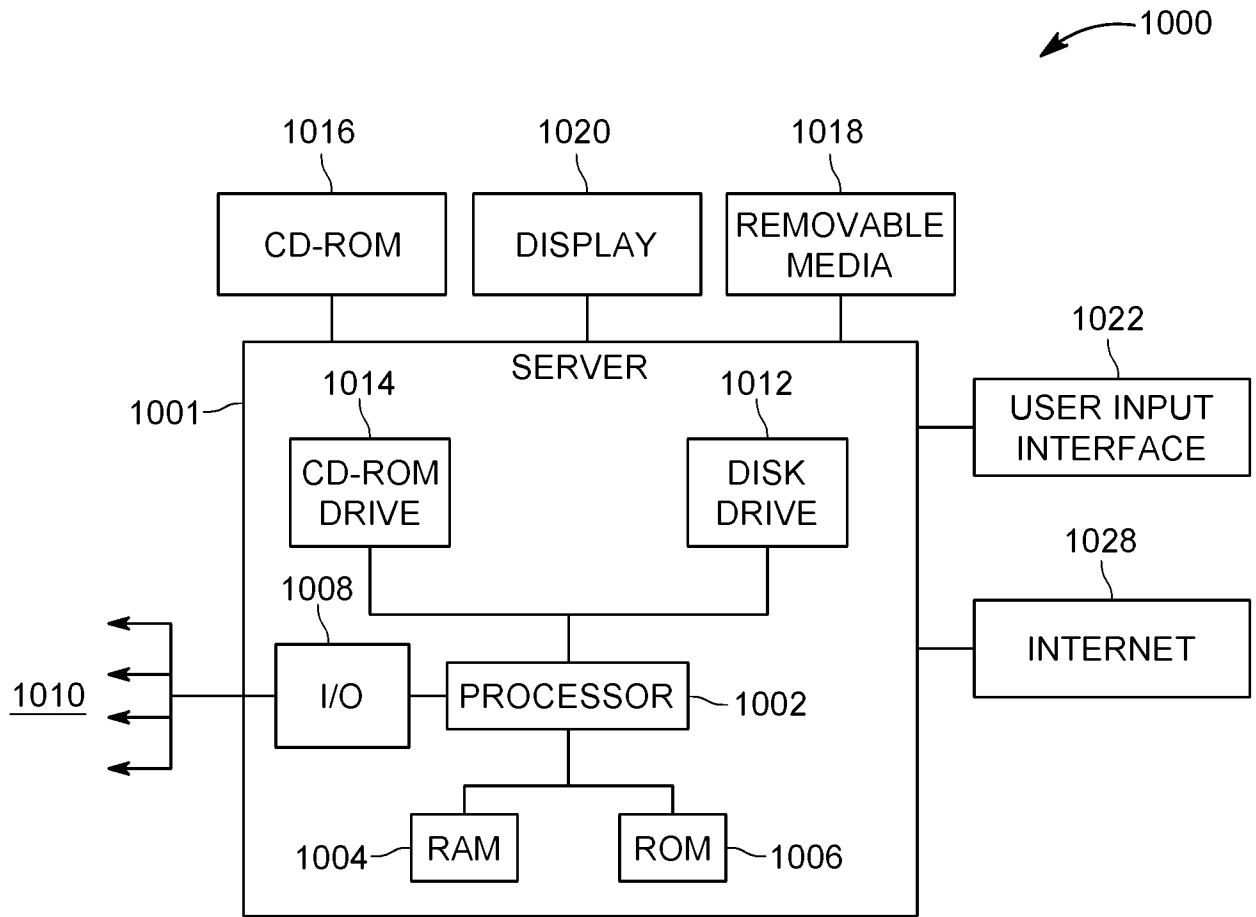 1000
1016
1020
1018
CD-ROM
DISPLAY
REMOVABLE
MEDIA
1022
USER INPUT
INTERFACE
SERVER
1001
1014
1012
CD-ROM
DRIVE
DISK
DRIVE
1028
INTERNET
1008
1010
I/O
PROCESSOR
1002
1004
RAM
ROM
1006